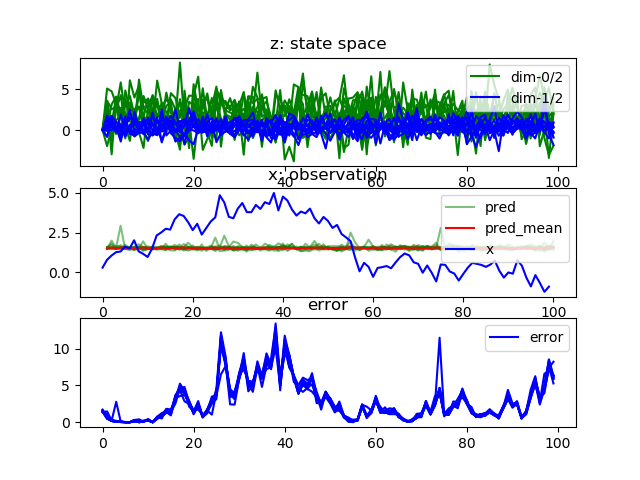 z: state space
5
0
dim-0/2
dim-1/2
0 20 40 60 80 100
x: observation
5.0
2.5
0.0
pred
pred_mean
x
0 20 40 60 80 100
error
10
5
0
error
0 20 40 60 80 100